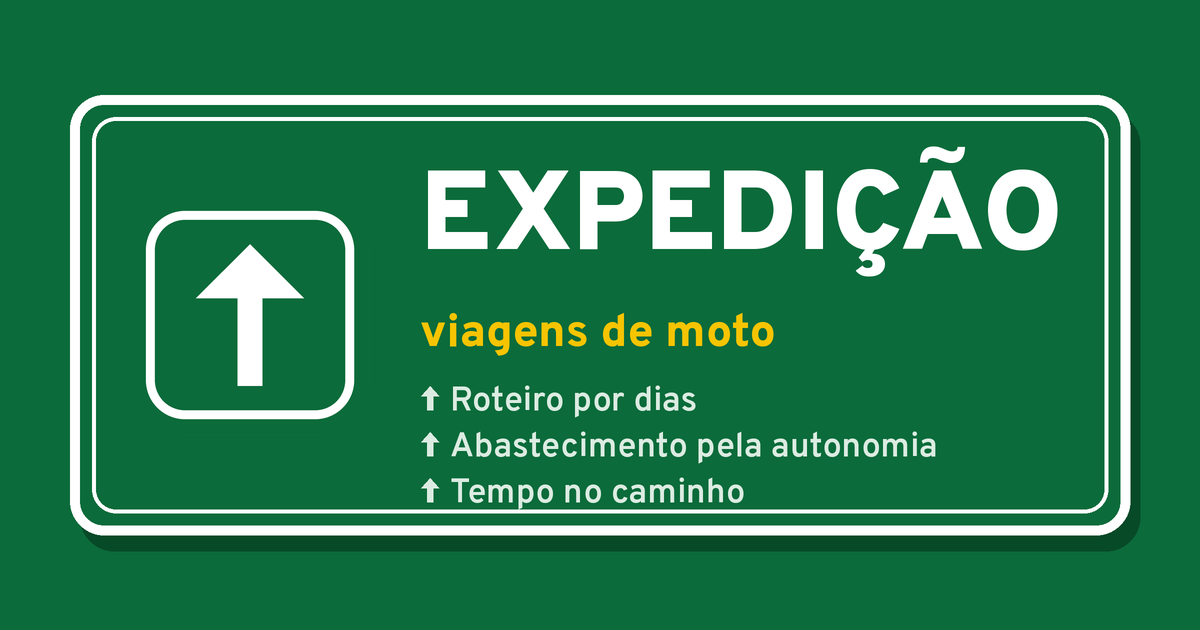 EXPEDIÇÃO
viagens de moto
↑ Roteiro por dias
↑ Abastecimento pela autonomia
↑ Tempo no caminho